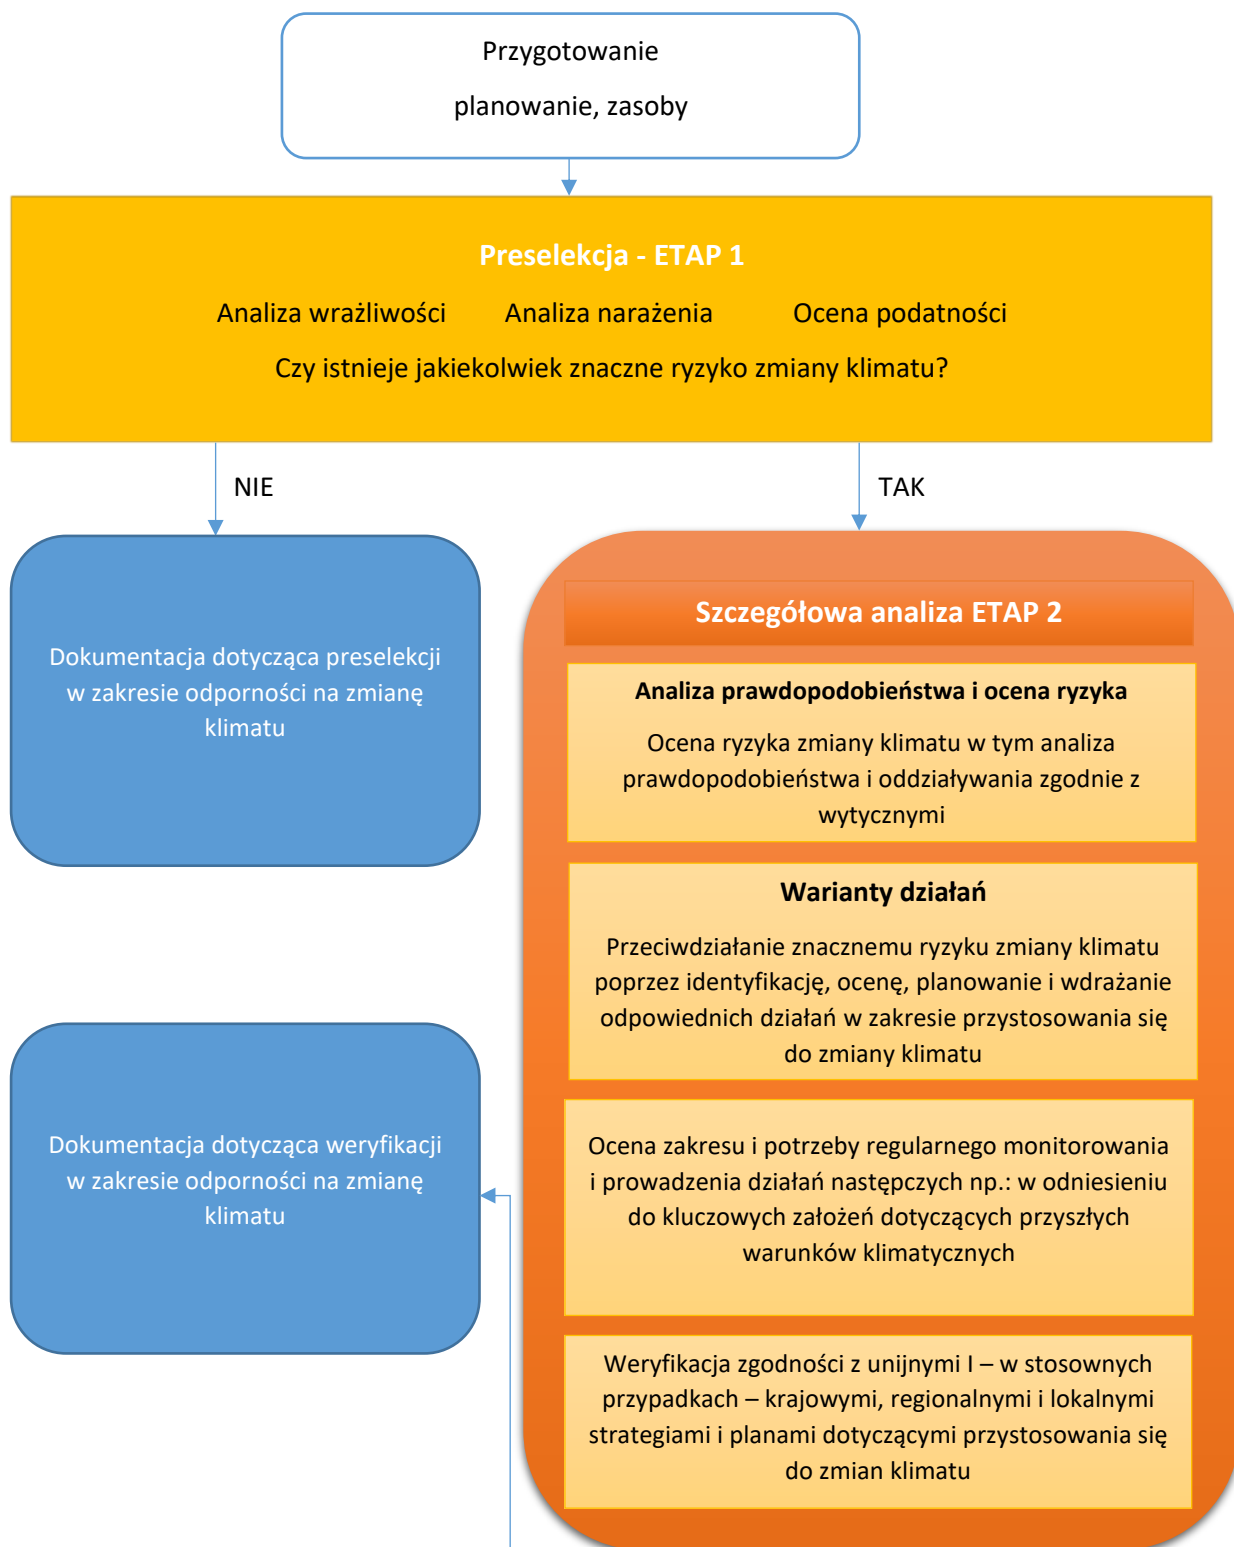 Przygotowanie
planowanie, zasoby
Preselekcja - ETAP 1
Analiza wrażliwości Analiza narażenia Ocena podatności
Czy istnieje jakiekolwiek znaczne ryzyko zmiany klimatu?
NIE
TAK
Dokumentacja dotycząca preselekcji
w zakresie odporności na zmianę
klimatu
Szczegółowa analiza ETAP 2
Analiza prawdopodobieństwa i ocena ryzyka
Ocena ryzyka zmiany klimatu w tym analiza
prawdopodobieństwa i oddziaływania zgodnie z
wytycznymi
Warianty działań
Przeciwdziałanie znacznemu ryzyku zmiany klimatu
poprzez identyfikację, ocenę, planowanie i wdrażanie
odpowiednich działań w zakresie przystosowania się
do zmiany klimatu
Dokumentacja dotycząca weryfikacji
w zakresie odporności na zmianę
klimatu
Ocena zakresu i potrzeby regularnego monitorowania
i prowadzenia działań następczych np.: w odniesieniu
do kluczowych założeń dotyczących przyszłych
warunków klimatycznych
Weryfikacja zgodności z unijnymi I – w stosownych
przypadkach – krajowymi, regionalnymi i lokalnymi
strategiami i planami dotyczącymi przystosowania się
do zmian klimatu